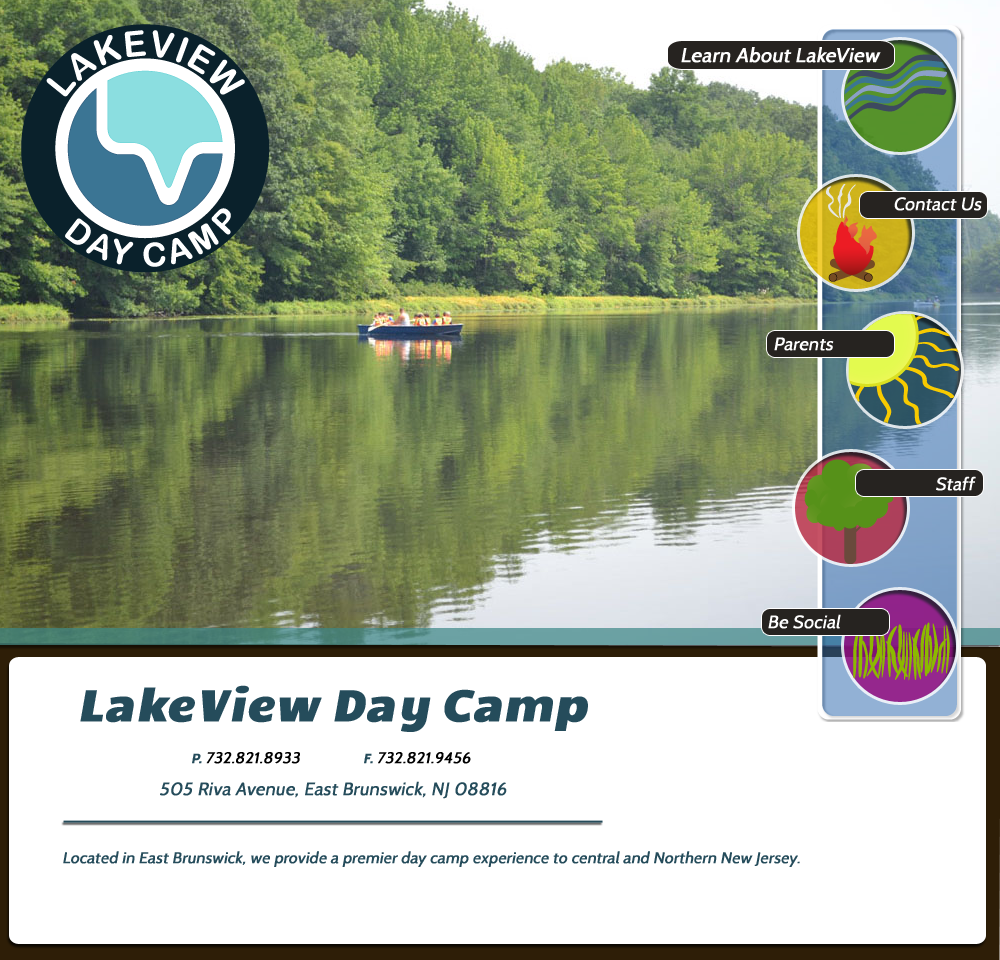 LAKEVIEW
DAY CAMP
Learn About LakeView
Contact Us
Parents
Staff
Be Social
LakeView Day Camp
P. 732.821.8933 F. 732.821.9456
505 Riva Avenue, East Brunswick, NJ 08816
Located in East Brunswick, we provide a premier day camp experience to central and Northern New Jersey.